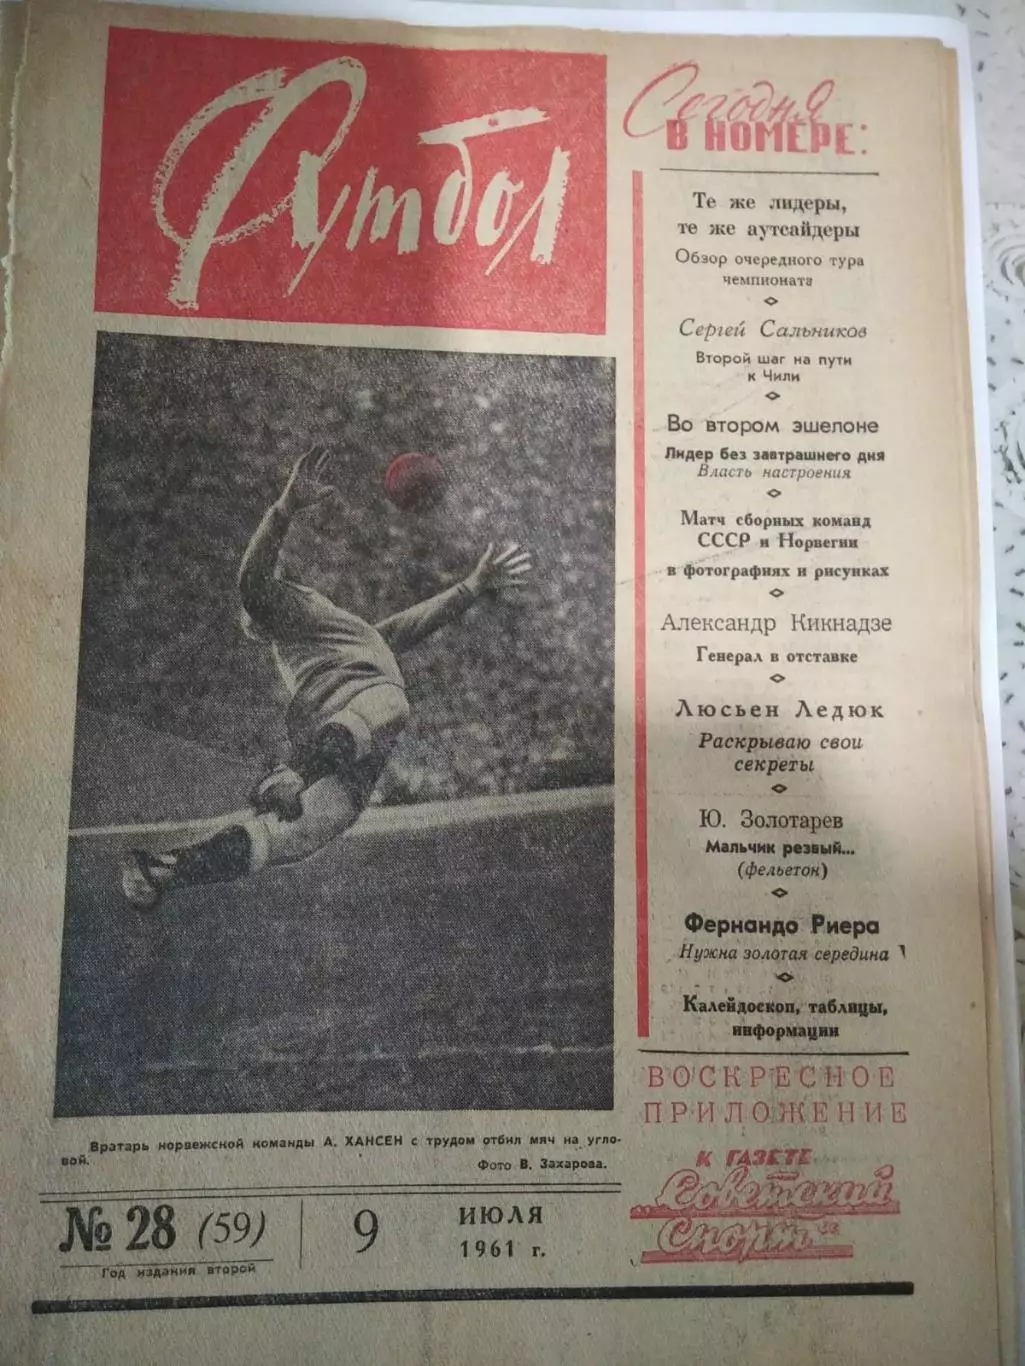 Футбол
Сегодня
В НОМЕРЕ:
Те же лидеры,
те же аутсайдеры
Обзор очередного тура
чемпионата
Сергей Сальников
Второй шаг на пути
к Чили
Во втором эшелоне
Лидер без завтрашнего дня
Власть настроения
Матч сборных команд
СССР и Норвегии
в фотографиях и рисунках
Александр Кикнадзе
Генерал в отставке
Люсьен Ледюк
Раскрываю свои
секреты
Ю. Золотарев
Мальчик резвый...
(фельетон)
Фернандо Риера
Нужна золотая середина
Калейдоскоп, таблицы,
информации
ВОСКРЕСНОЕ
ПРИЛОЖЕНИЕ
К ГАЗЕТЕ
„Советский
Спорт“
Вратарь норвежской команды А. ХАНСЕН с трудом отбил мяч на угло-
вой.
Фото В. Захарова.
№ 28 (59)
9
ИЮЛЯ
1961 г.
Год издания второй